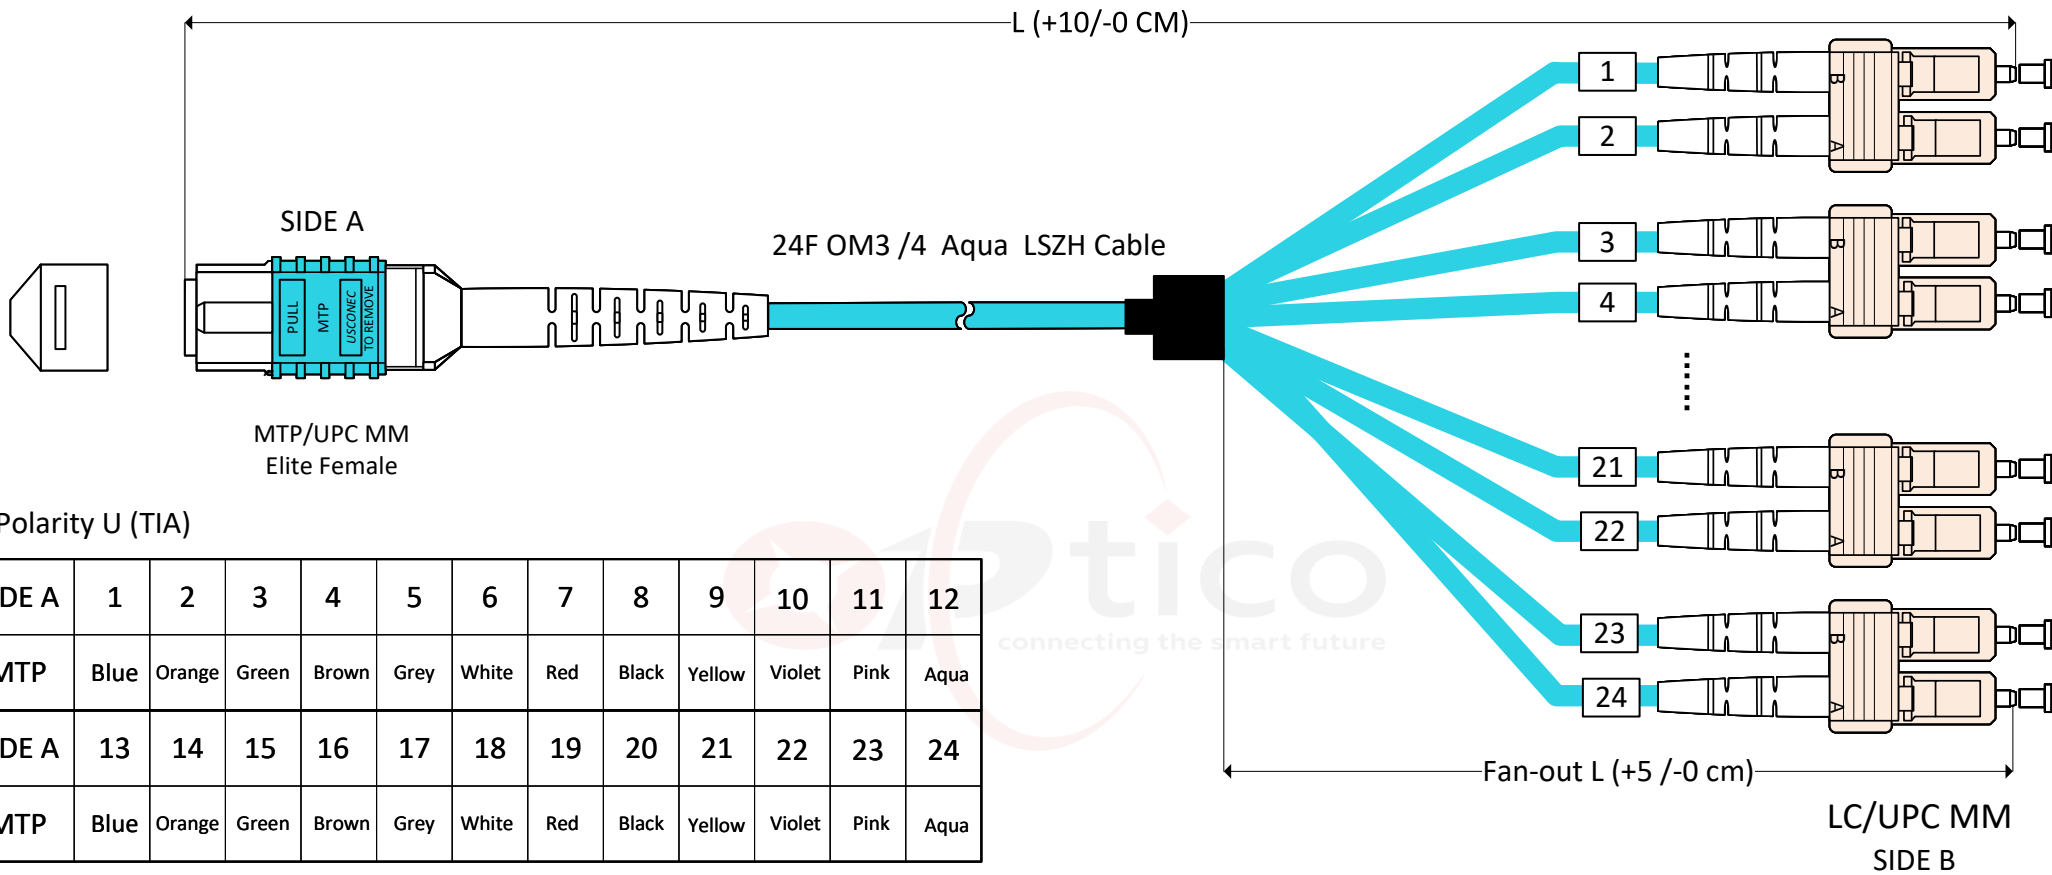 L (+10/-0 CM)
1
B
2
A
SIDE A
24F OM3 /4 Aqua LSZH Cable
3
B
4
A
PULL
MTP
USCONEC
TO REMOVE
MTP/UPC MM
Elite Female
21
B
22
A
Polarity U (TIA)
optico
connecting the smart future
DE A 1 2 3 4 5 6 7 8 9 10 11 12
MTP Blue Orange Green Brown Grey White Red Black Yellow Violet Pink Aqua
DE A 13 14 15 16 17 18 19 20 21 22 23 24
MTP Blue Orange Green Brown Grey White Red Black Yellow Violet Pink Aqua
23
B
24
A
Fan-out L (+5 /-0 cm)
LC/UPC MM
SIDE B